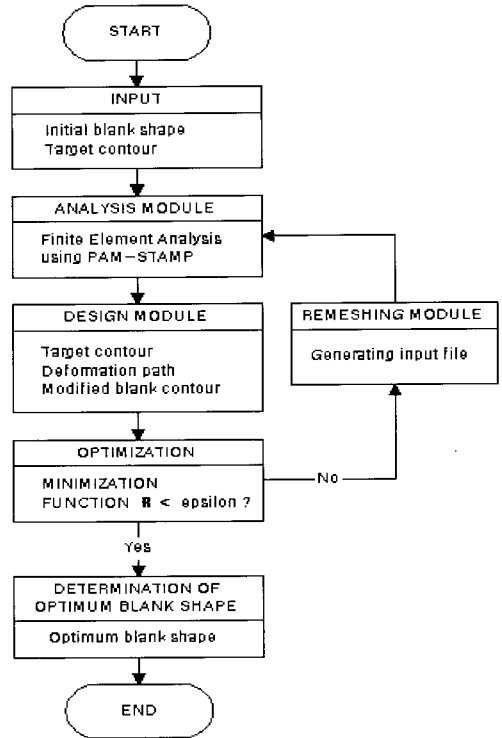 START
INPUT
Initial blank shape
Target contour
ANALYSIS MODULE
Finite Element Analysis
using PAM-STAMP
DESIGN MODULE
Target contour
Deformation path
Modified blank contour
REMESHING MODULE
Generating input file
OPTIMIZATION
MINIMIZATION
FUNCTION R < epsilon ?
No
Yes
DETERMINATION OF
OPTIMUM BLANK SHAPE
Optimum blank shape
END